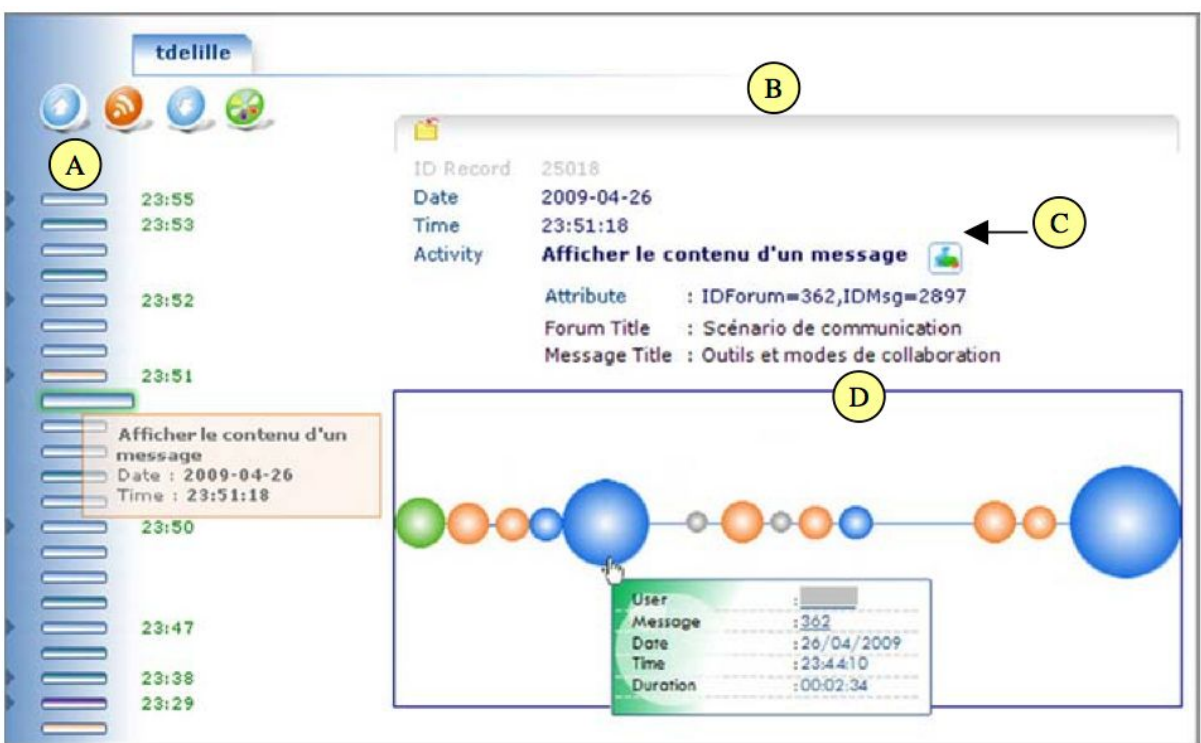 tdelille
B
A
23:55
23:53
23:52
23:51
Afficher le contenu d'un
message
Date : 2009-04-26
Time : 23:51:18
23:50
23:47
23:38
23:29
ID Record 25018
Date 2009-04-26
Time 23:51:18
C
Activity Afficher le contenu d'un message
Attribute : IDForum=362,IDMsg=2897
Forum Title : Scénario de communication
Message Title : Outils et modes de collaboration
D
User :
Message :362
Date :26/04/2009
Time :23:44:10
Duration :00:02:34